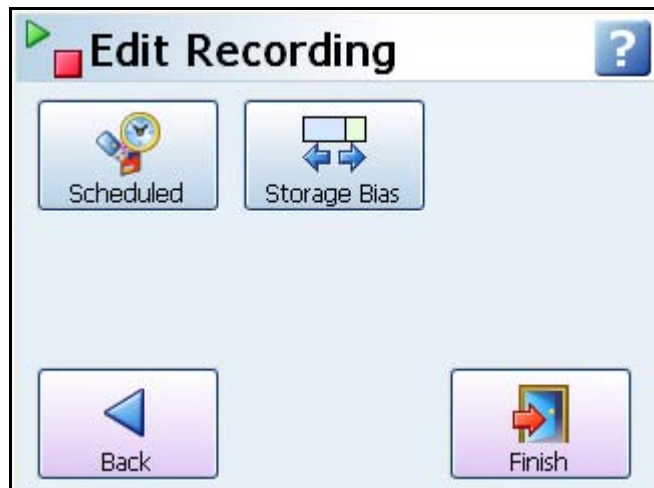 Edit Recording
?
Scheduled
Storage Bias
Back
Finish